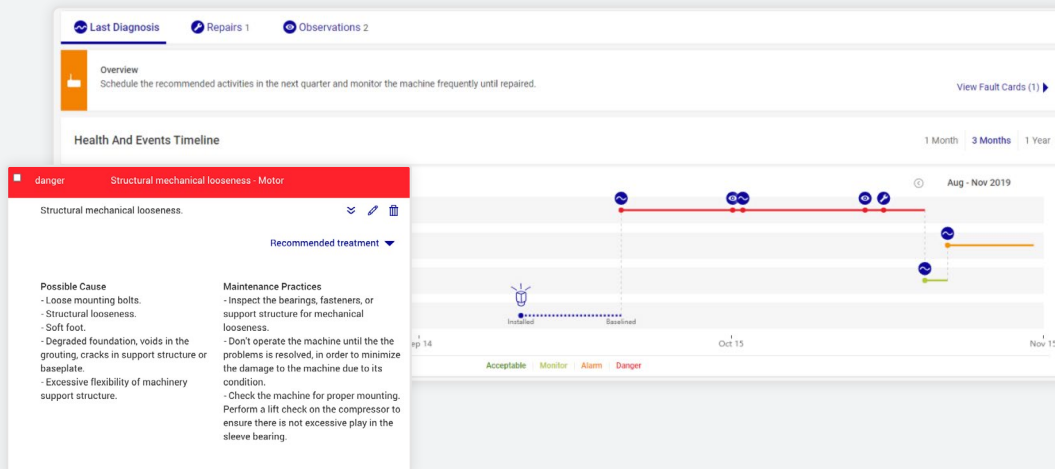 Last Diagnosis
Repairs 1
Observations 2
Overview
Schedule the recommended activities in the next quarter and monitor the machine frequently until repaired.
View Fault Cards (1)
Health And Events Timeline
1 Month 3 Months 1 Year
Aug - Nov 2019
danger Structural mechanical looseness - Motor
Structural mechanical looseness.
Recommended treatment
Possible Cause
- Loose mounting bolts.
- Structural looseness.
- Soft foot.
- Degraded foundation, voids in the
grouting, cracks in support structure or
baseplate.
- Excessive flexibility of machinery
support structure.
Maintenance Practices
- Inspect the bearings, fasteners, or
support structure for mechanical
looseness.
- Don't operate the machine until the the
problems is resolved, in order to minimize
the damage to the machine due to its
condition.
- Check the machine for proper mounting.
Perform a lift check on the compressor to
ensure there is not excessive play in the
sleeve bearing.
Installed
Baselined
ep 14
Oct 15
Nov 15
Acceptable Monitor Alarm Danger